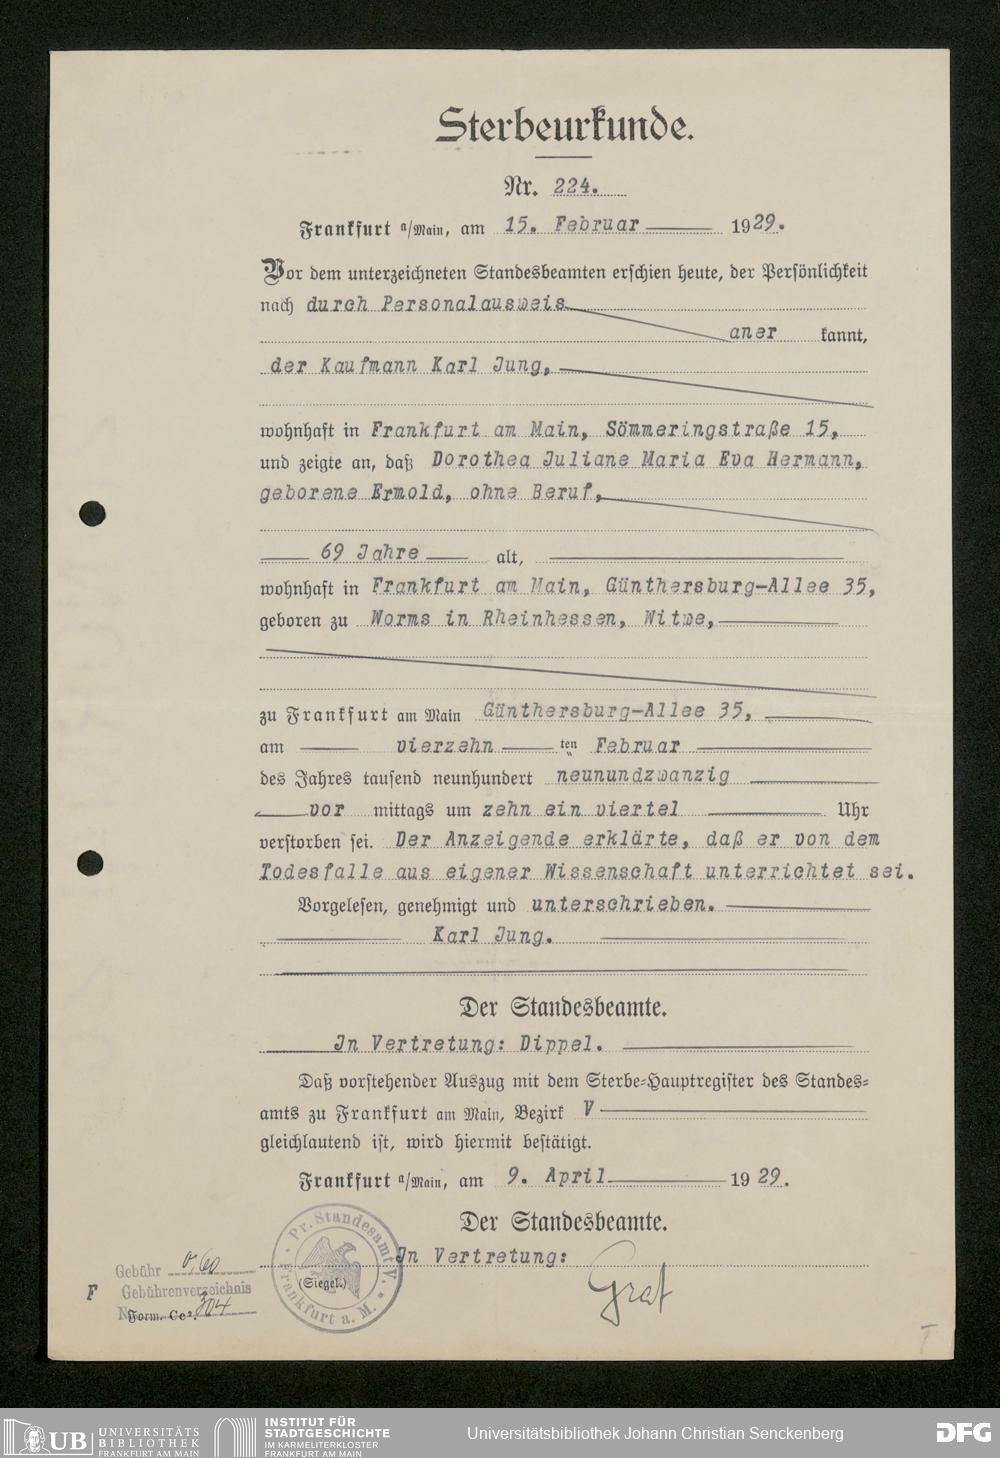 Sterbeurkunde.
Nr. 224.
Frankfurt a/Main, am 15. Februar 1929.
Vor dem unterzeichneten Standesbeamten erschien heute, der Persönlichkeit
nach durch Personalausweis
aner kannt,
der Kaufmann Karl Jung,
wohnhaft in Frankfurt am Main, Sömmeringstraße 15,
und zeigte an, daß Dorothea Juliane Maria Eva Hermann,
geborene Ermold, ohne Beruf,
69 Jahre alt,
wohnhaft in Frankfurt am Main, Günthersburg-Allee 35,
geboren zu Worms in Rheinhessen, Witwe,
zu Frankfurt am Main Günthersburg-Allee 35,
am vierzehn ten Februar
des Jahres tausend neunhundert neunundzwanzig
vor mittags um zehn ein viertel Uhr
verstorben sei. Der Anzeigende erklärte, daß er von dem
Todesfalle aus eigener Wissenschaft unterrichtet sei.
Vorgelesen, genehmigt und unterschrieben.
Karl Jung.
Der Standesbeamte.
In Vertretung: Dippel.
Daß vorstehender Auszug mit dem Sterbe-Hauptregister des Standes-
amts zu Frankfurt am Main, Bezirk V
gleichlautend ist, wird hiermit bestätigt.
Frankfurt a/Main, am 9. April 1929.
Der Standesbeamte.
In Vertretung:
Graf
Pr. Standesamt V.
Frankfurt a. M.
(Siegel.)
Gebühr 0,60
F Gebührenverzeichnis
N 304
Form. Ce².
UB UNIVERSITÄTS
BIBLIOTHEK
FRANKFURT AM MAIN
INSTITUT FÜR
STADTGESCHICHTE
IM KARMELITERKLOSTER
FRANKFURT AM MAIN
Universitätsbibliothek Johann Christian Senckenberg
DFG